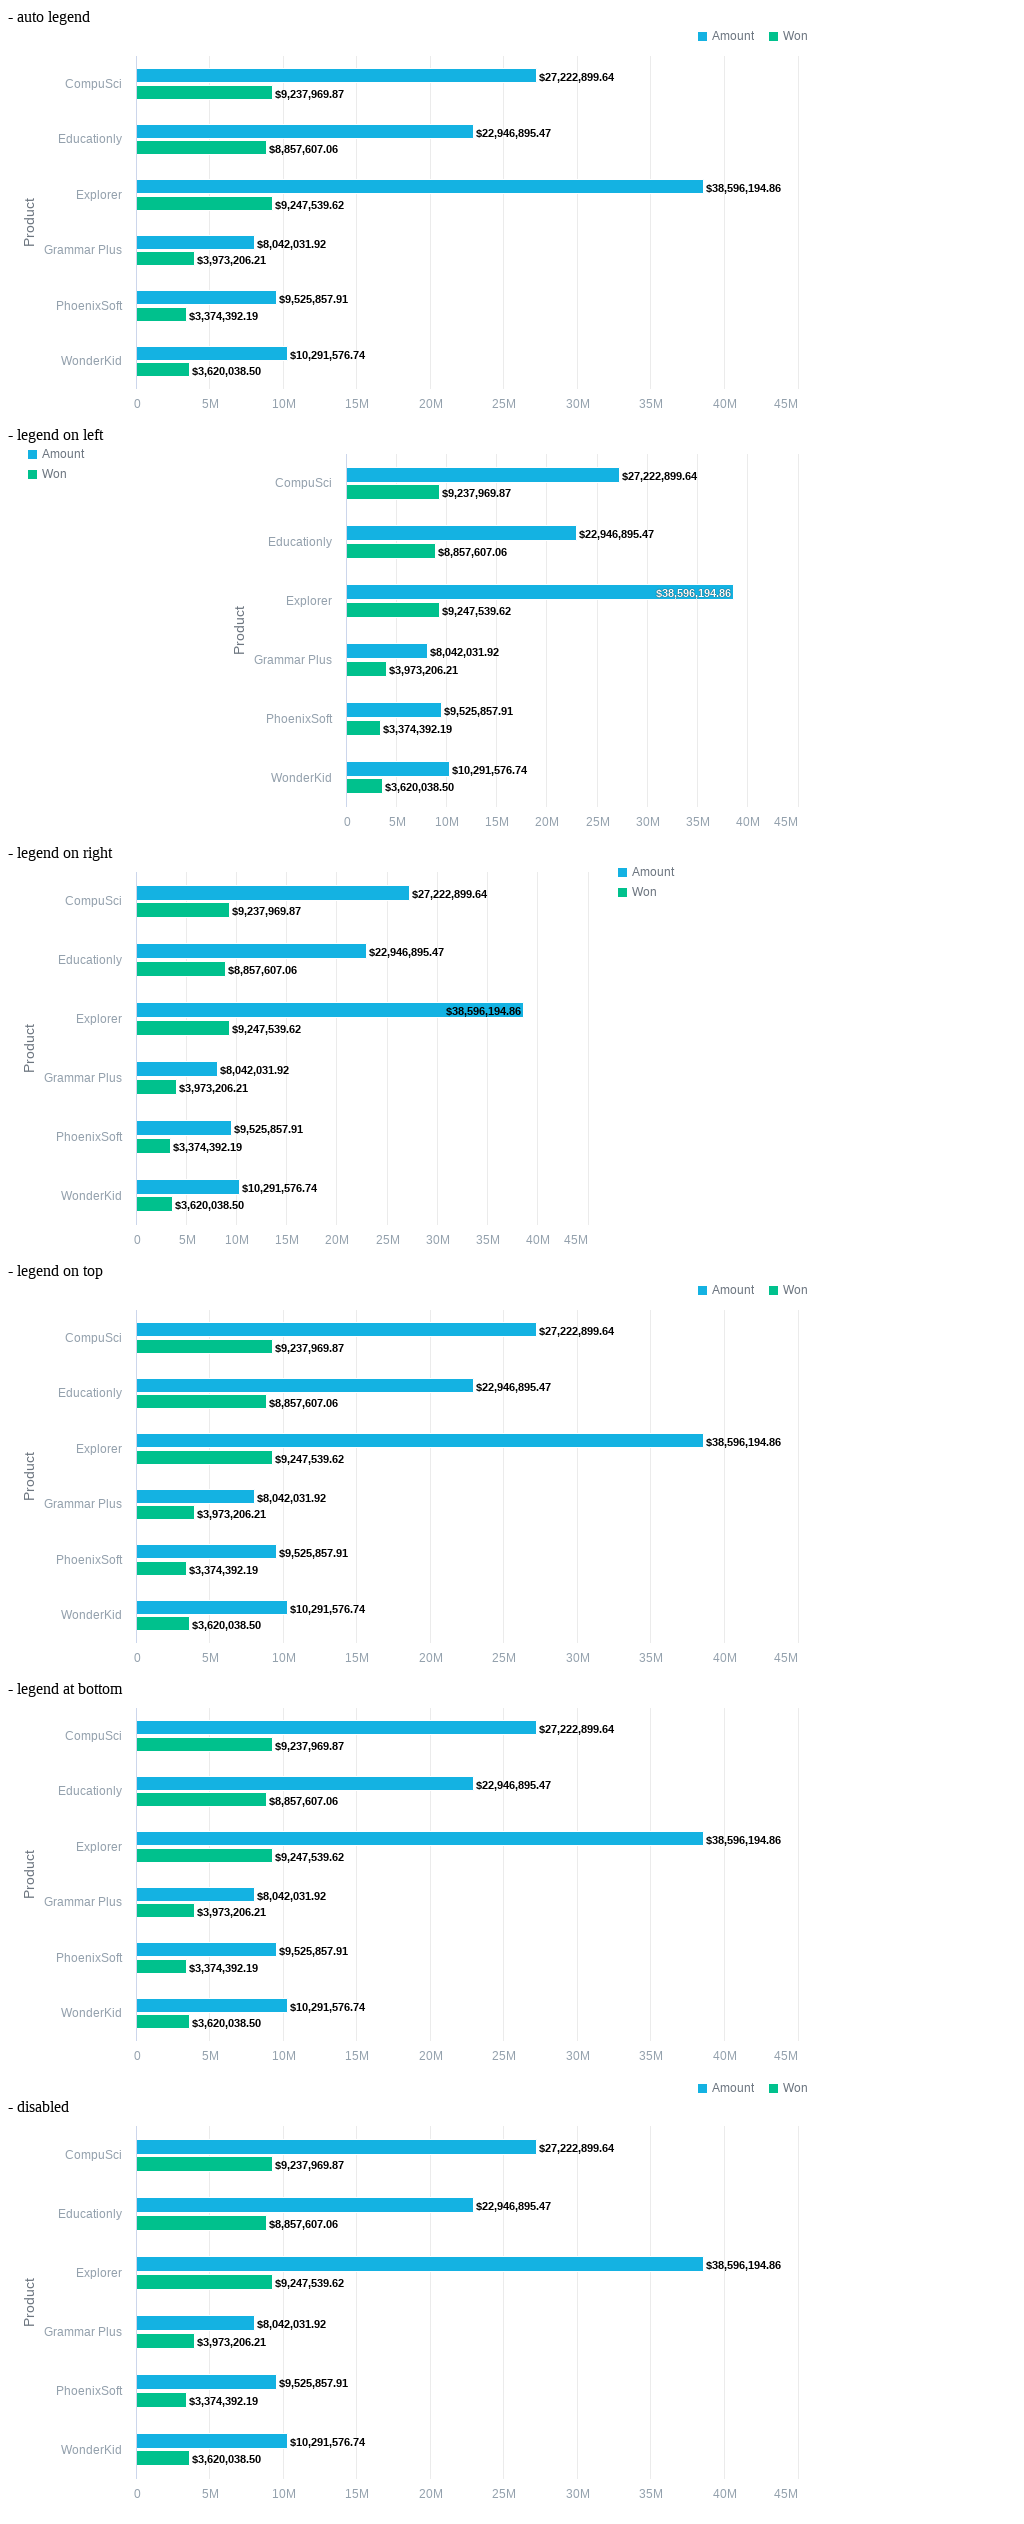 - auto legend
Amount Won
CompuSci
$27,222,899.64
$9,237,969.87
Educationly
$22,946,895.47
$8,857,607.06
Explorer
$38,596,194.86
$9,247,539.62
Product
Grammar Plus
$8,042,031.92
$3,973,206.21
PhoenixSoft
$9,525,857.91
$3,374,392.19
WonderKid
$10,291,576.74
$3,620,038.50
0 5M 10M 15M 20M 25M 30M 35M 40M 45M
- legend on left
Amount
Won
CompuSci
$27,222,899.64
$9,237,969.87
Educationly
$22,946,895.47
$8,857,607.06
Explorer
$38,596,194.86
$9,247,539.62
Product
Grammar Plus
$8,042,031.92
$3,973,206.21
PhoenixSoft
$9,525,857.91
$3,374,392.19
WonderKid
$10,291,576.74
$3,620,038.50
0 5M 10M 15M 20M 25M 30M 35M 40M 45M
- legend on right
Amount
Won
CompuSci
$27,222,899.64
$9,237,969.87
Educationly
$22,946,895.47
$8,857,607.06
Explorer
$38,596,194.86
$9,247,539.62
Product
Grammar Plus
$8,042,031.92
$3,973,206.21
PhoenixSoft
$9,525,857.91
$3,374,392.19
WonderKid
$10,291,576.74
$3,620,038.50
0 5M 10M 15M 20M 25M 30M 35M 40M 45M
- legend on top
Amount Won
CompuSci
$27,222,899.64
$9,237,969.87
Educationly
$22,946,895.47
$8,857,607.06
Explorer
$38,596,194.86
$9,247,539.62
Product
Grammar Plus
$8,042,031.92
$3,973,206.21
PhoenixSoft
$9,525,857.91
$3,374,392.19
WonderKid
$10,291,576.74
$3,620,038.50
0 5M 10M 15M 20M 25M 30M 35M 40M 45M
- legend at bottom
CompuSci
$27,222,899.64
$9,237,969.87
Educationly
$22,946,895.47
$8,857,607.06
Explorer
$38,596,194.86
$9,247,539.62
Product
Grammar Plus
$8,042,031.92
$3,973,206.21
PhoenixSoft
$9,525,857.91
$3,374,392.19
WonderKid
$10,291,576.74
$3,620,038.50
0 5M 10M 15M 20M 25M 30M 35M 40M 45M
Amount Won
- disabled
CompuSci
$27,222,899.64
$9,237,969.87
Educationly
$22,946,895.47
$8,857,607.06
Explorer
$38,596,194.86
$9,247,539.62
Product
Grammar Plus
$8,042,031.92
$3,973,206.21
PhoenixSoft
$9,525,857.91
$3,374,392.19
WonderKid
$10,291,576.74
$3,620,038.50
0 5M 10M 15M 20M 25M 30M 35M 40M 45M